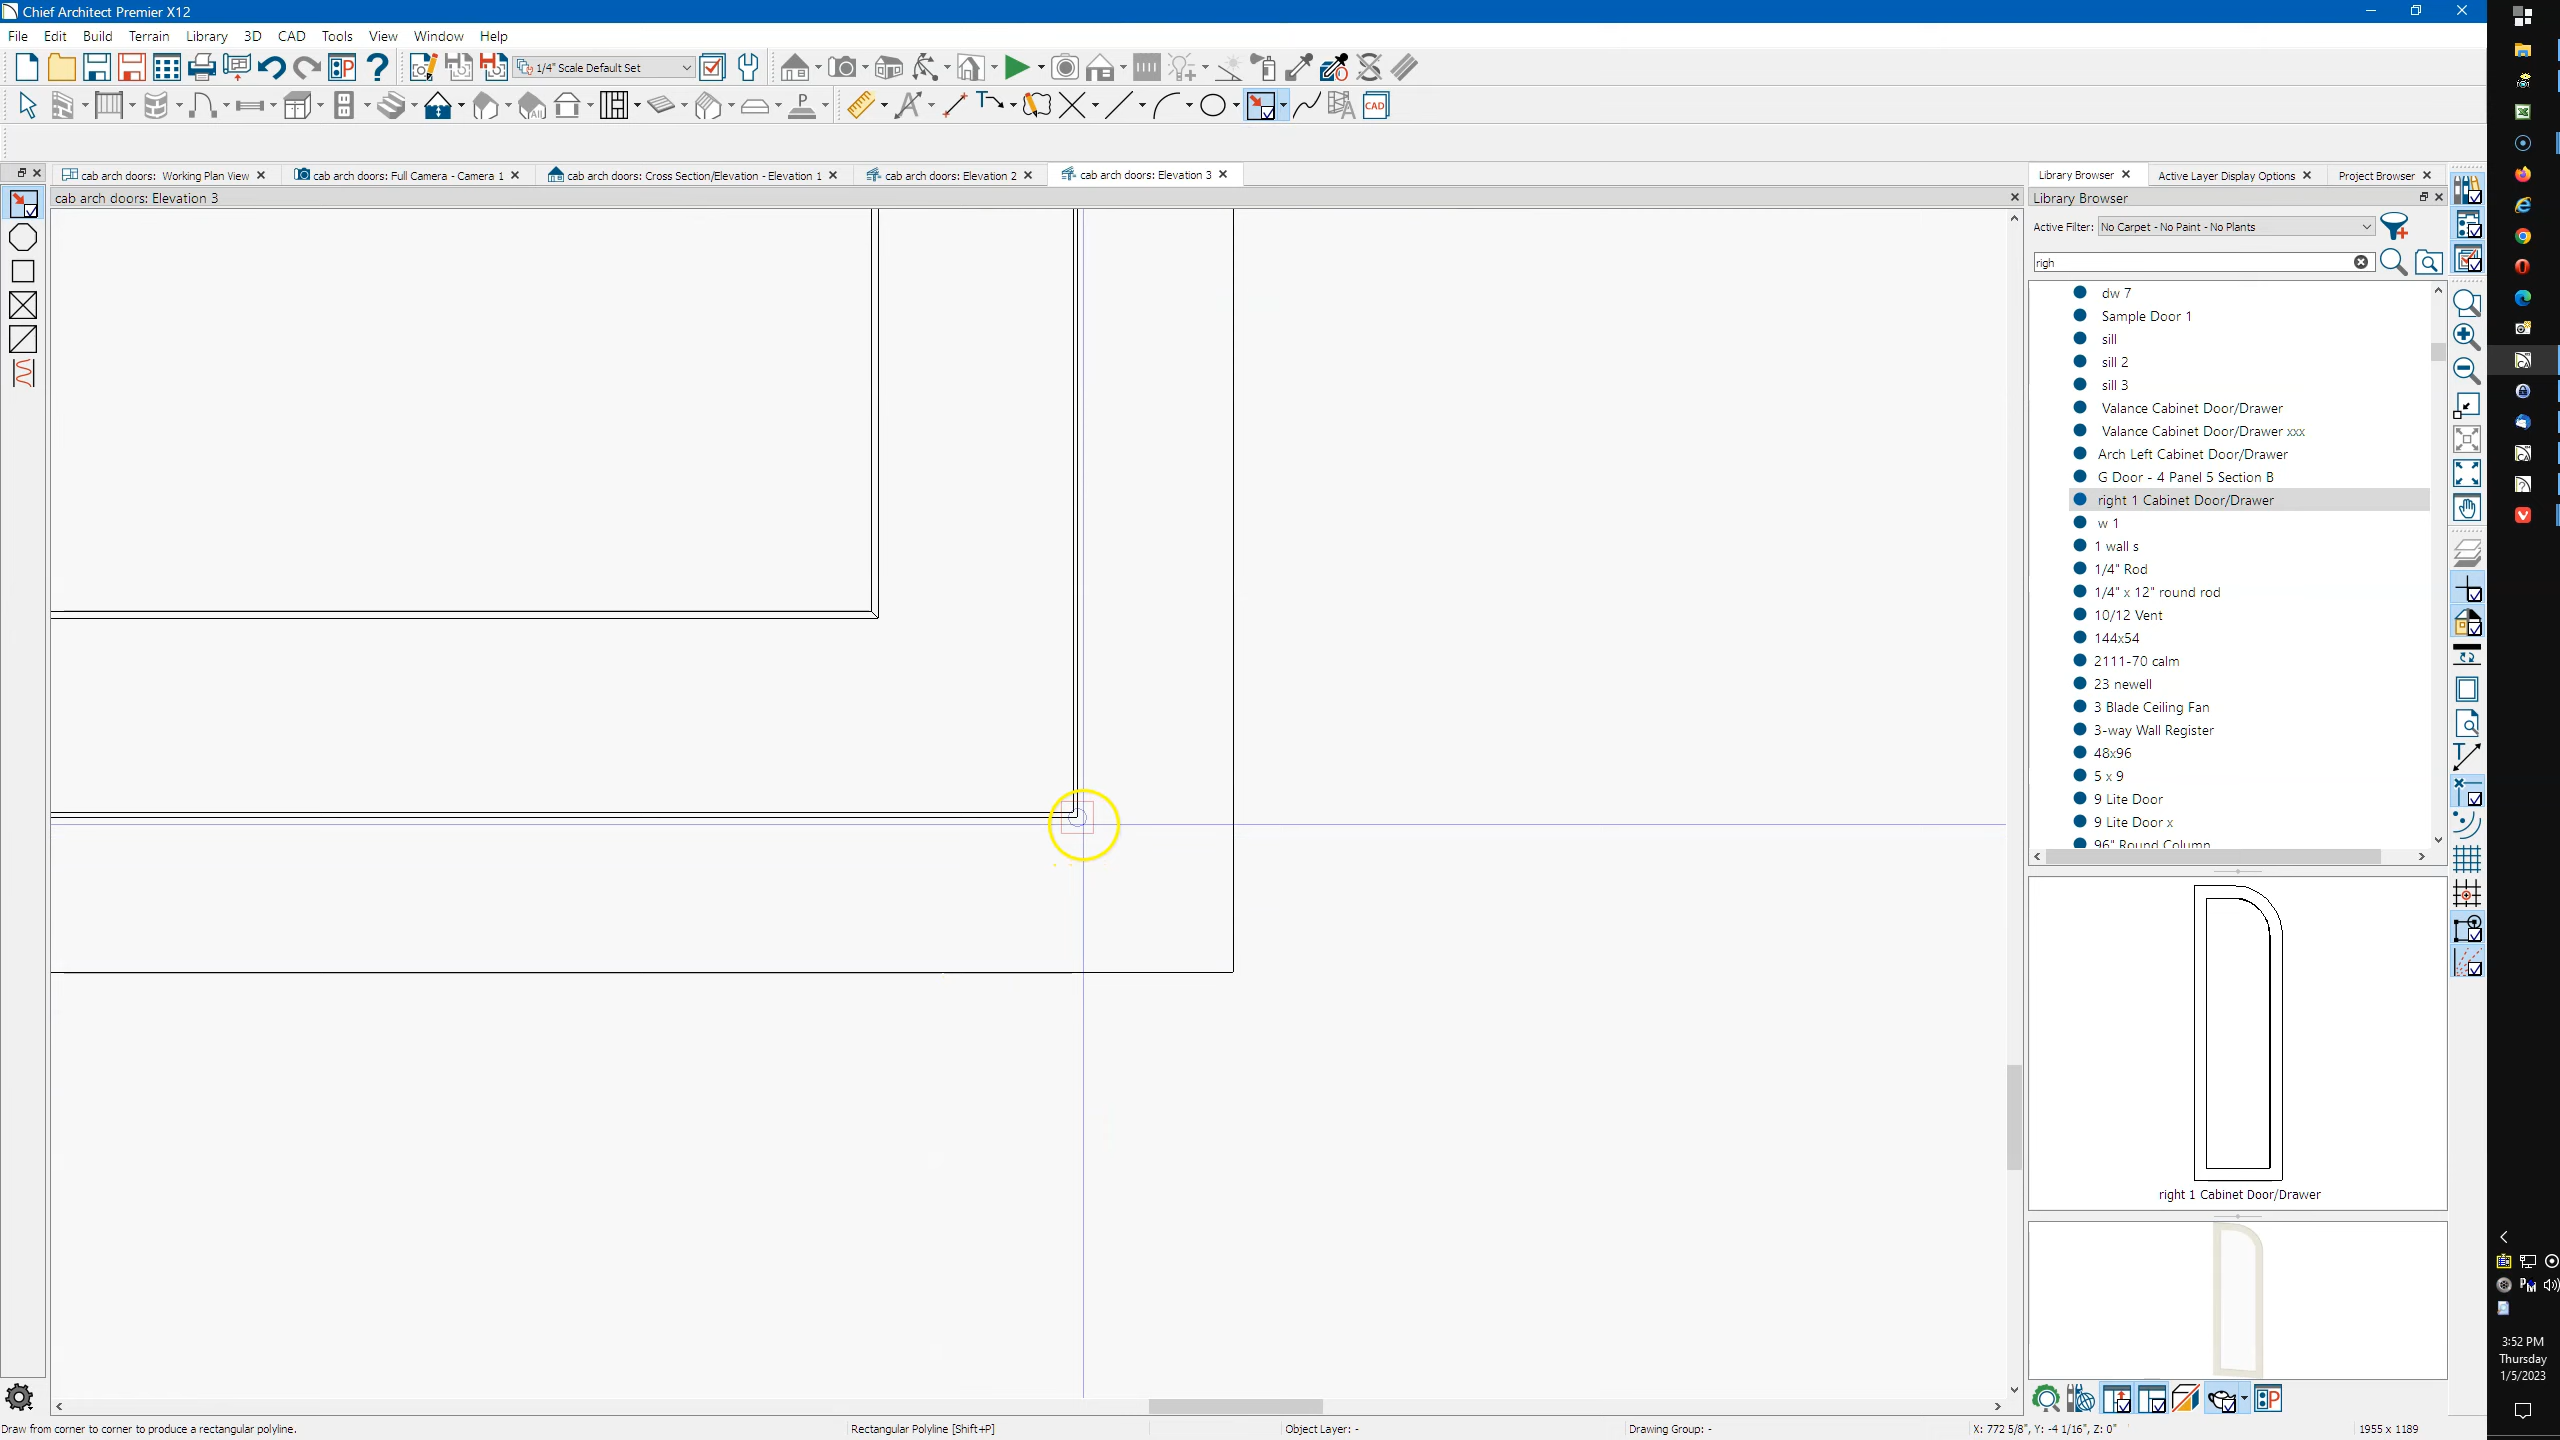 Chief Architect Premier X12
File Edit Build Terrain Library 3D CAD Tools View Window Help
1/4" Scale Default Set
CAD
cab arch doors: Working Plan View
cab arch doors: Full Camera - Camera 1
cab arch doors: Cross Section/Elevation - Elevation 1
cab arch doors: Elevation 2
cab arch doors: Elevation 3
Library Browser
Active Layer Display Options
Project Browser
cab arch doors: Elevation 3
Library Browser
Active Filter: No Carpet - No Paint - No Plants
righ
dw 7
Sample Door 1
sill
sill 2
sill 3
Valance Cabinet Door/Drawer
Valance Cabinet Door/Drawer xxx
Arch Left Cabinet Door/Drawer
G Door - 4 Panel 5 Section B
right 1 Cabinet Door/Drawer
w 1
1 wall s
1/4" Rod
1/4" x 12" round rod
10/12 Vent
144x54
2111-70 calm
23 newell
3 Blade Ceiling Fan
3-way Wall Register
48x96
5 x 9
9 Lite Door
9 Lite Door x
96" Round Column
right 1 Cabinet Door/Drawer
3:52 PM
Thursday
1/5/2023
Draw from corner to corner to produce a rectangular polyline.
Rectangular Polyline [Shift+P]
Object Layer: -
Drawing Group: -
X: 772 5/8", Y: -4 1/16", Z: 0"
1955 x 1189